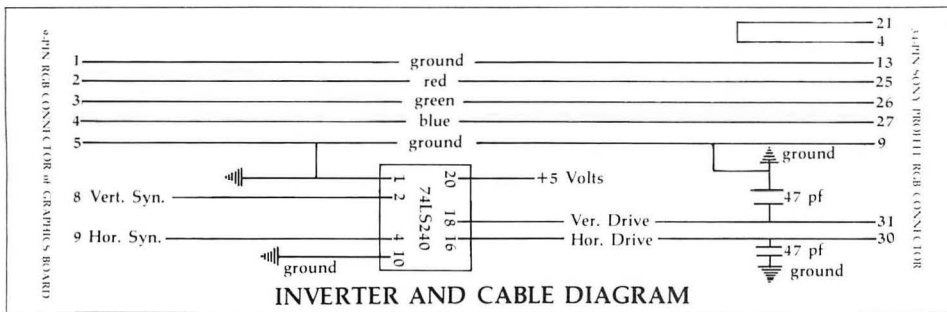 9-PIN RGB CONNECTOR of GRAPHICS BOARD
21
4
1 ground 13
2 red 25
3 green 26
4 blue 27
5 ground 9
ground
1 20 +5 Volts
8 Vert. Syn. 2
47 pf
74LS240
18 Ver. Drive 31
9 Hor. Syn. 4 16 Hor. Drive 30
10
47 pf
ground
ground
34-PIN SONY PROFEEL RGB CONNECTOR
INVERTER AND CABLE DIAGRAM